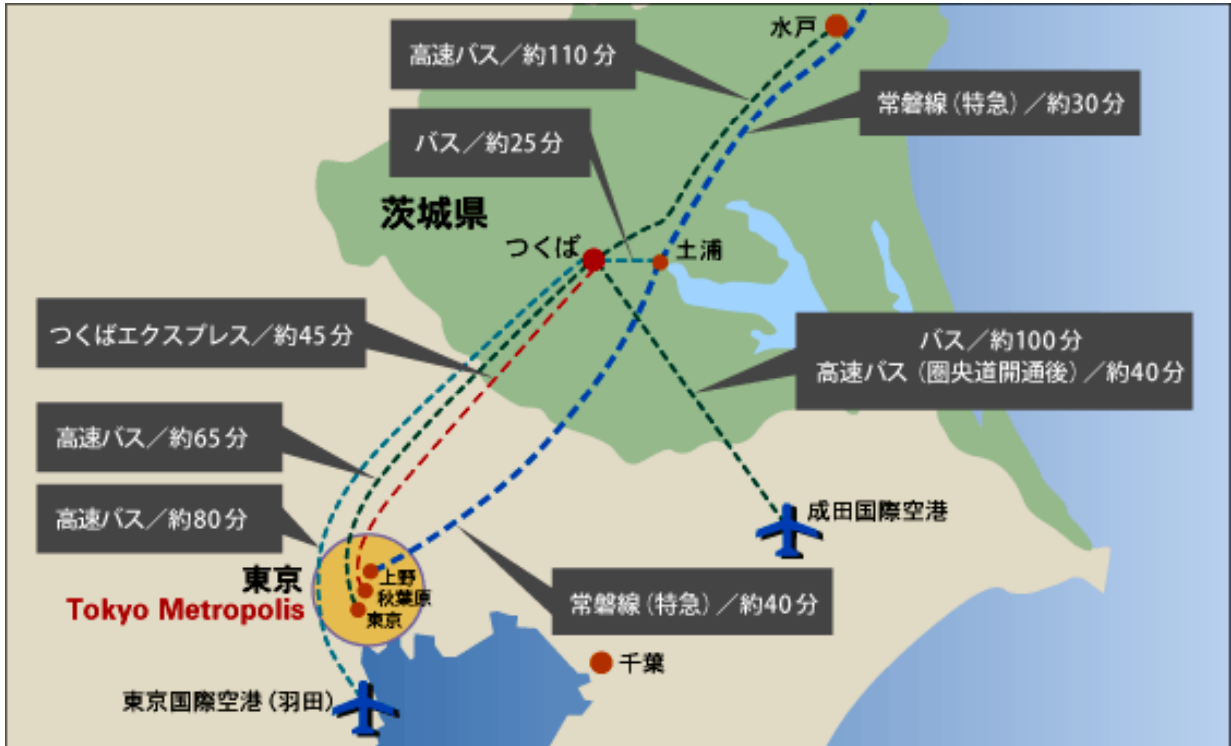 水戸
高速バス／約110分
常磐線（特急）／約30分
バス／約25分
茨城県
つくば
土浦
つくばエクスプレス／約45分
バス／約100分
高速バス（圏央道開通後）／約40分
高速バス／約65分
高速バス／約80分
成田国際空港
東京
Tokyo Metropolis
上野
秋葉原
東京
常磐線（特急）／約40分
千葉
東京国際空港（羽田）